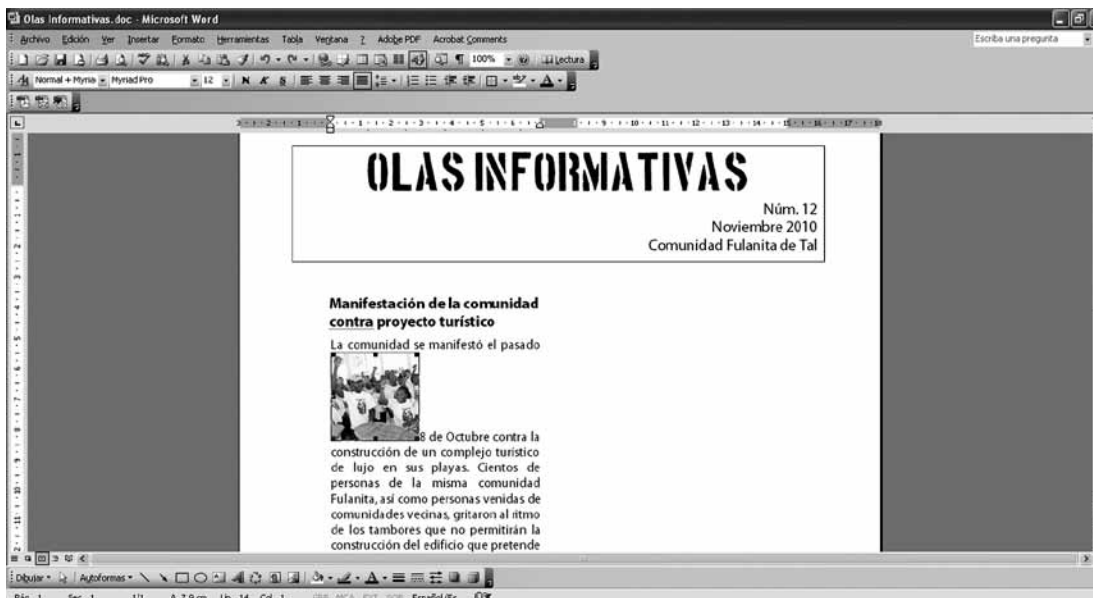 Olas Informativas.doc - Microsoft Word
Archivo Edición Ver Insertar Formato Herramientas Tabla Ventana ? Adobe PDF Acrobat Comments
Escriba una pregunta
100%
Lectura
Normal + Myria
Myriad Pro
12
N K S
OLAS INFORMATIVAS
Núm. 12
Noviembre 2010
Comunidad Fulanita de Tal
Manifestación de la comunidad
contra proyecto turístico
La comunidad se manifestó el pasado
8 de Octubre contra la
construcción de un complejo turístico
de lujo en sus playas. Cientos de
personas de la misma comunidad
Fulanita, así como personas venidas de
comunidades vecinas, gritaron al ritmo
de los tambores que no permitirán la
construcción del edificio que pretende
Dibujar Autoformas